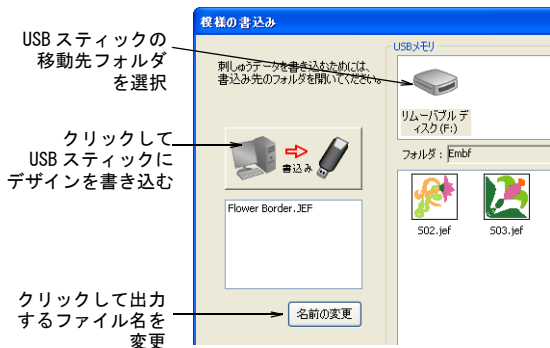 模様の書込み
USB スティックの
移動先フォルダ
を選択
刺しゅうデータを書き込むためには、
書込み先のフォルダを開いてください。
USBメモリ
リムーバブル デ
ィスク (F:)
クリックして
USB スティックに
デザインを書き込む
書込み
フォルダ : Embf
Flower Border.JEF
S02.jef
S03.jef
クリックして出力
するファイル名を
変更
名前の変更